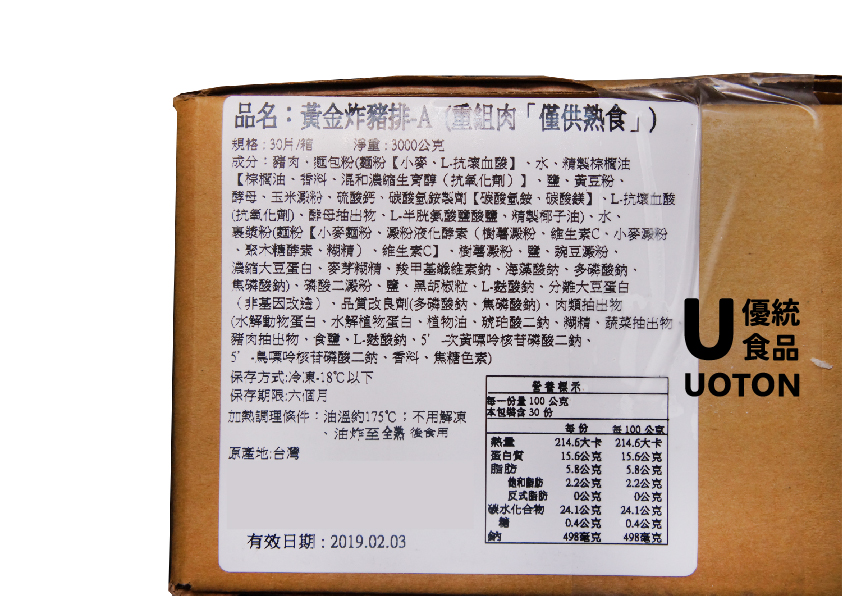 品名：黃金炸豬排-A（重組肉「僅供熟食」）
規格：30片/箱 淨重：3000公克
成分：豬肉、麵包粉(麵粉【小麥、L-抗壞血酸】、水、精製棕櫚油
【棕櫚油、香料、混和濃縮生育醇（抗氧化劑）】、鹽、黃豆粉、
酵母、玉米澱粉、硫酸鈣、碳酸氫銨製劑【碳酸氫銨、碳酸鎂】、L-抗壞血酸
(抗氧化劑)、酵母抽出物、L-半胱氨酸鹽酸鹽、精製椰子油)、水、
裹漿粉(麵粉【小麥麵粉、澱粉液化酵素（樹薯澱粉、維生素C、小麥澱粉
、聚木糖酵素、糊精）、維生素C】、樹薯澱粉、鹽、豌豆澱粉、
濃縮大豆蛋白、麥芽糊精、羧甲基纖維素鈉、海藻酸鈉、多磷酸鈉、
焦磷酸鈉)、磷酸二澱粉、鹽、黑胡椒粒、L-麩酸鈉、分離大豆蛋白
（非基因改造）、品質改良劑(多磷酸鈉、焦磷酸鈉)、肉類抽出物
(水解動物蛋白、水解植物蛋白、植物油、琥珀酸二鈉、糊精、蔬菜抽出物、
豬肉抽出物、食鹽、L-麩酸鈉、5’-次黃嘌呤核苷磷酸二鈉、
5’-鳥嘌呤核苷磷酸二鈉、香料、焦糖色素)
保存方式:冷凍-18℃以下
保存期限:六個月
加熱調理條件：油溫約175℃；不用解凍
、油炸至全熟 後食用
原產地:台灣
有效日期：2019.02.03
營養標示
每一份量 100 公克
本包裝含 30 份
每份 每 100 公克
熱量 214.6大卡 214.6大卡
蛋白質 15.6公克 15.6公克
脂肪 5.8公克 5.8公克
飽和脂肪 2.2公克 2.2公克
反式脂肪 0公克 0公克
碳水化合物 24.1公克 24.1公克
糖 0.4公克 0.4公克
鈉 498毫克 498毫克
U 優統
食品
UOTON